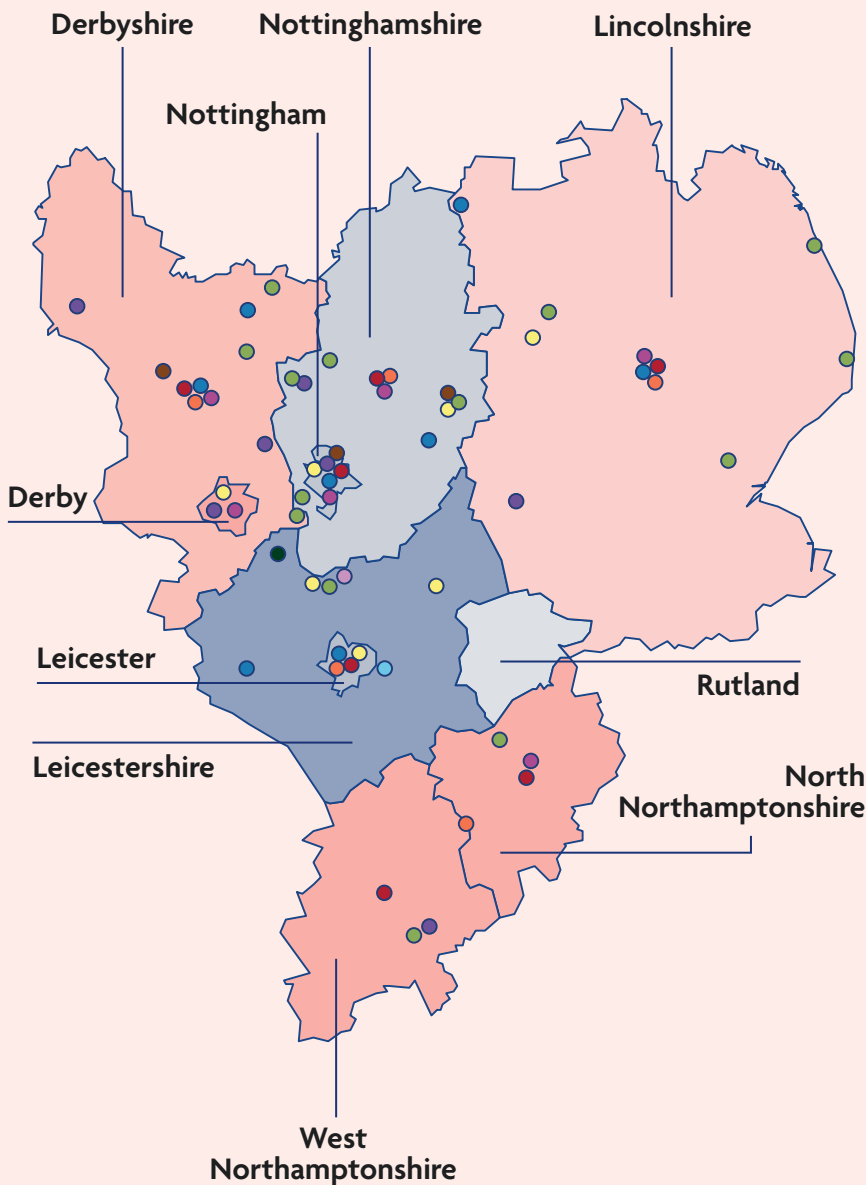 Derbyshire
Nottinghamshire
Lincolnshire
Nottingham
Derby
Leicester
Rutland
Leicestershire
North
Northamptonshire
West
Northamptonshire